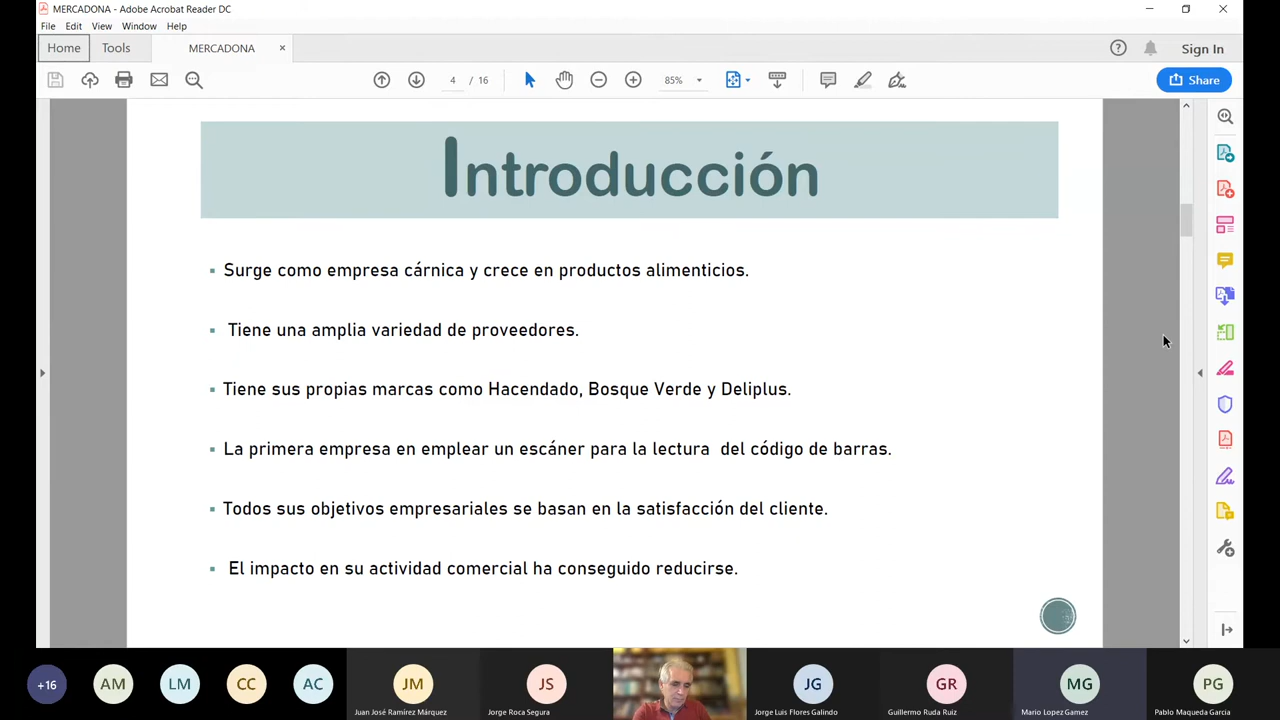 MERCADONA - Adobe Acrobat Reader DC
File Edit View Window Help
Home Tools MERCADONA × Sign In
4 / 16 85% Share
Introducción
▪ Surge como empresa cárnica y crece en productos alimenticios.
▪ Tiene una amplia variedad de proveedores.
▪ Tiene sus propias marcas como Hacendado, Bosque Verde y Deliplus.
▪ La primera empresa en emplear un escáner para la lectura del código de barras.
▪ Todos sus objetivos empresariales se basan en la satisfacción del cliente.
▪ El impacto en su actividad comercial ha conseguido reducirse.
+16 AM LM CC AC JM JS JG GR MG PG
Juan José Ramírez Márquez Jorge Roca Segura Jorge Luis Flores Galindo Guillermo Ruda Ruiz Mario Lopez Gamez Pablo Maqueda García